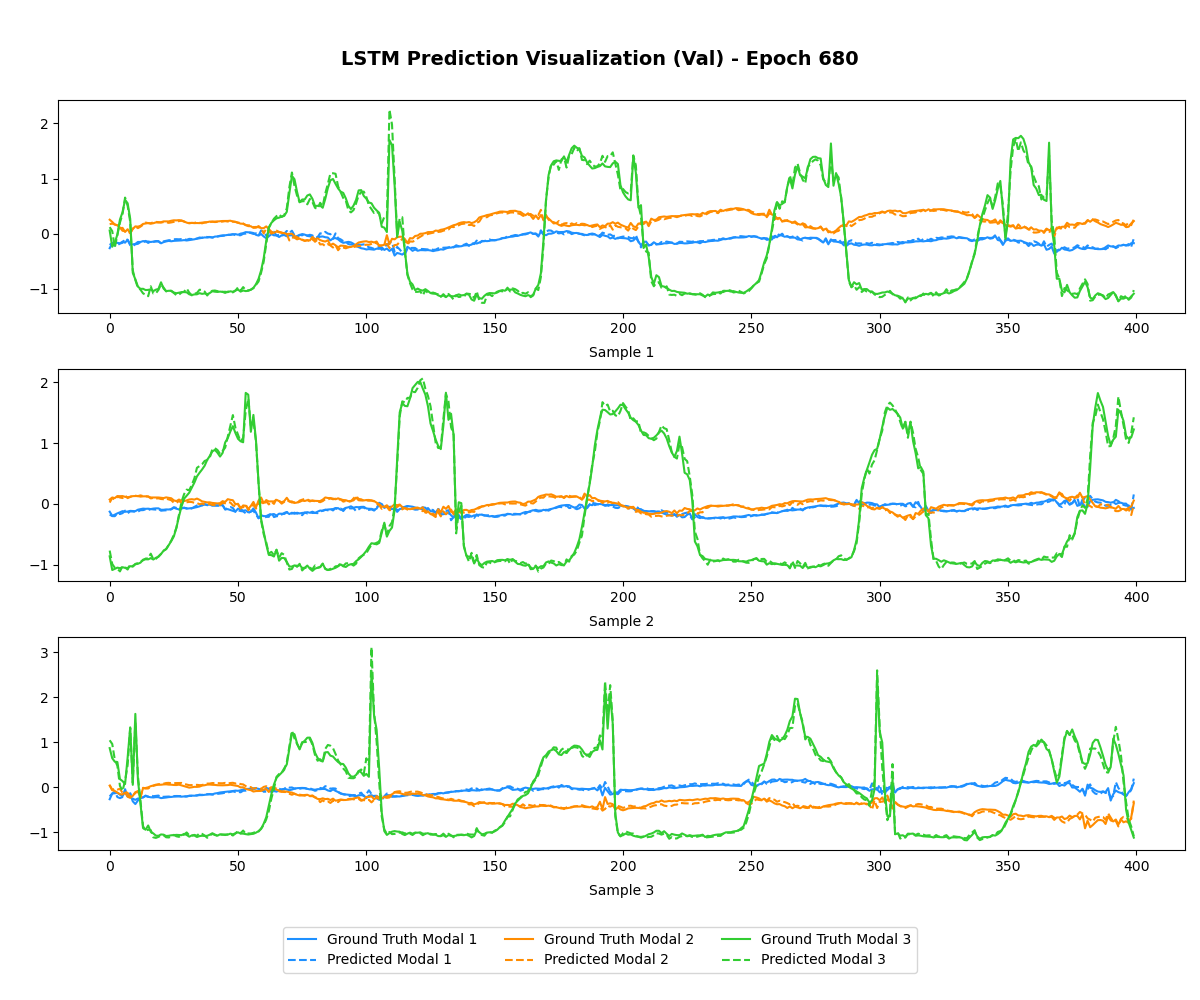 LSTM Prediction Visualization (Val) - Epoch 680
2
1
0
−1
0 50 100 150 200 250 300 350 400
Sample 1
2
1
0
−1
0 50 100 150 200 250 300 350 400
Sample 2
3
2
1
0
−1
0 50 100 150 200 250 300 350 400
Sample 3
Ground Truth Modal 1 Ground Truth Modal 2 Ground Truth Modal 3
Predicted Modal 1 Predicted Modal 2 Predicted Modal 3